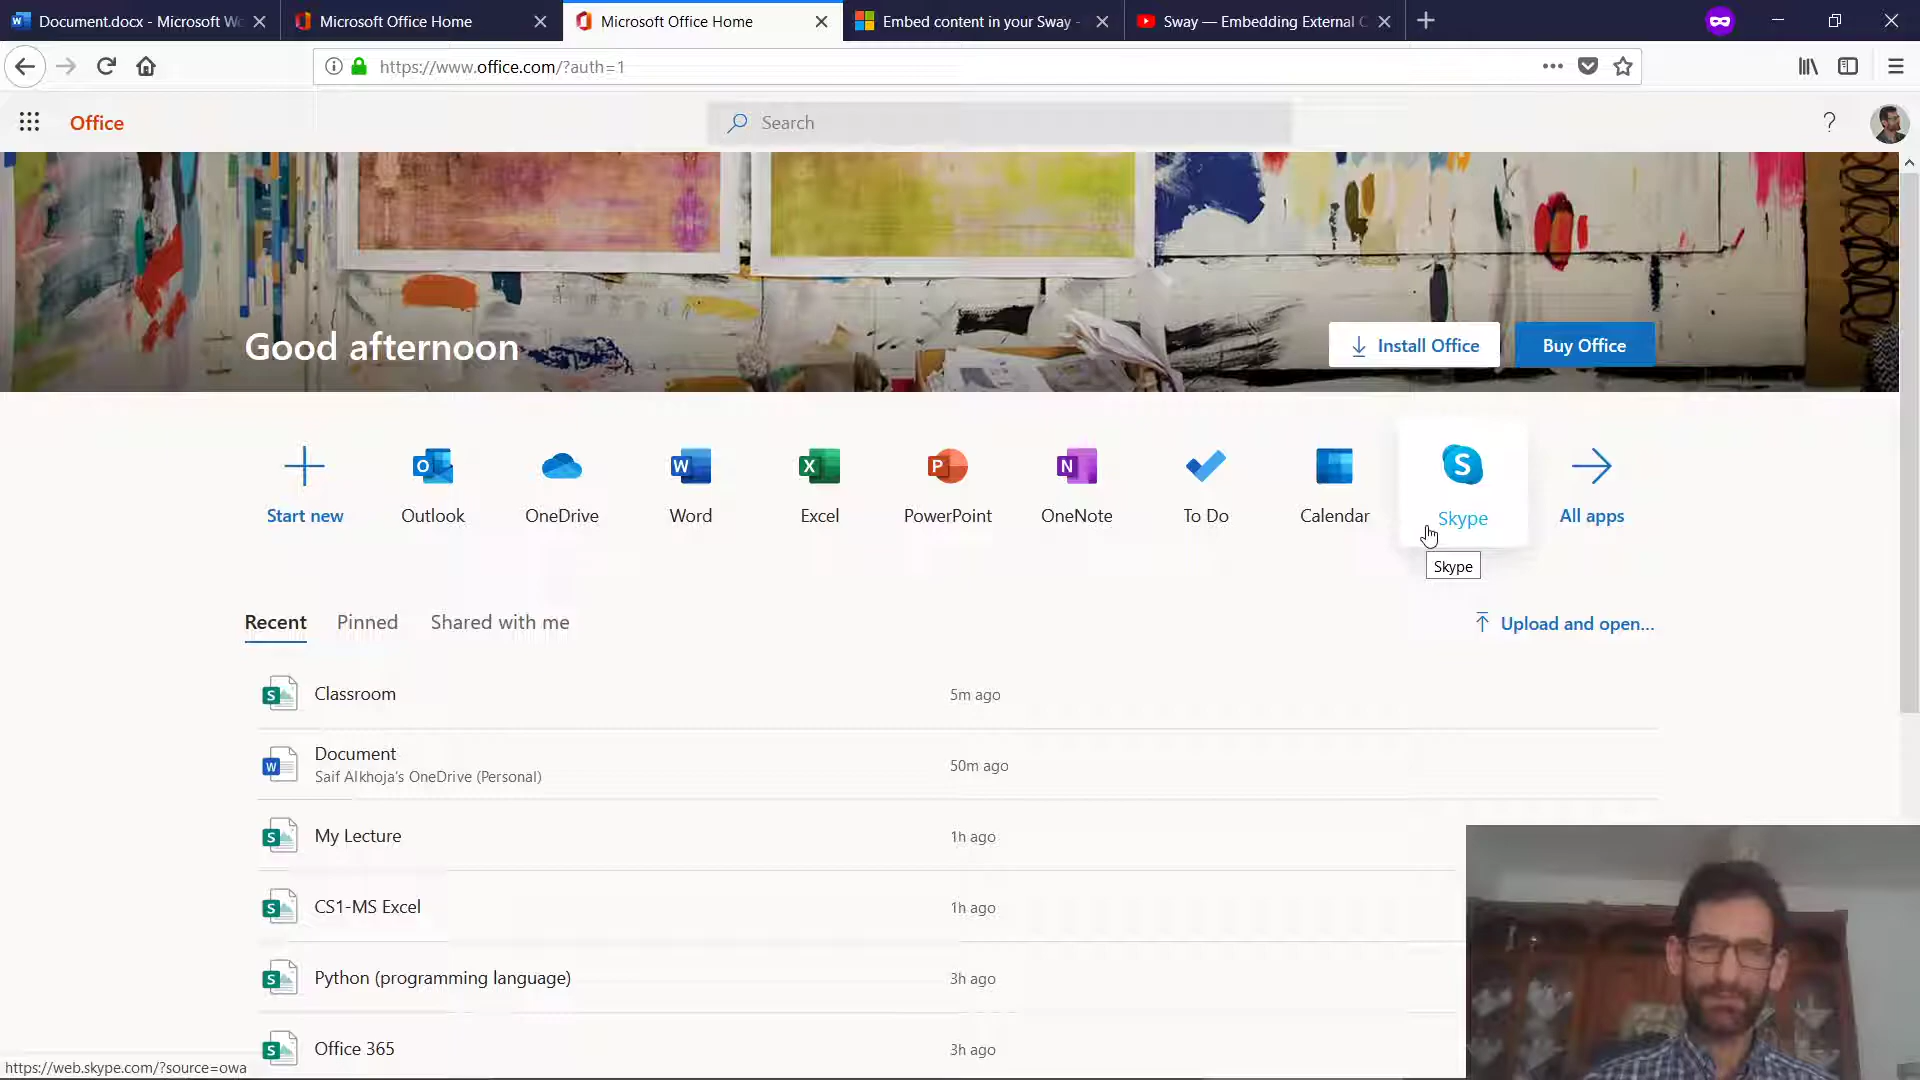 Document.docx - Microsoft Wo
Microsoft Office Home
Microsoft Office Home
Embed content in your Sway -
Sway — Embedding External C
https://www.office.com/?auth=1
Office
Search
?
Good afternoon
Install Office
Buy Office
Start new
Outlook
OneDrive
Word
Excel
PowerPoint
OneNote
To Do
Calendar
Skype
All apps
Skype
Recent
Pinned
Shared with me
Upload and open...
Classroom
5m ago
Document
Saif Alkhoja's OneDrive (Personal)
50m ago
My Lecture
1h ago
CS1-MS Excel
1h ago
Python (programming language)
3h ago
Office 365
3h ago
https://web.skype.com/?source=owa